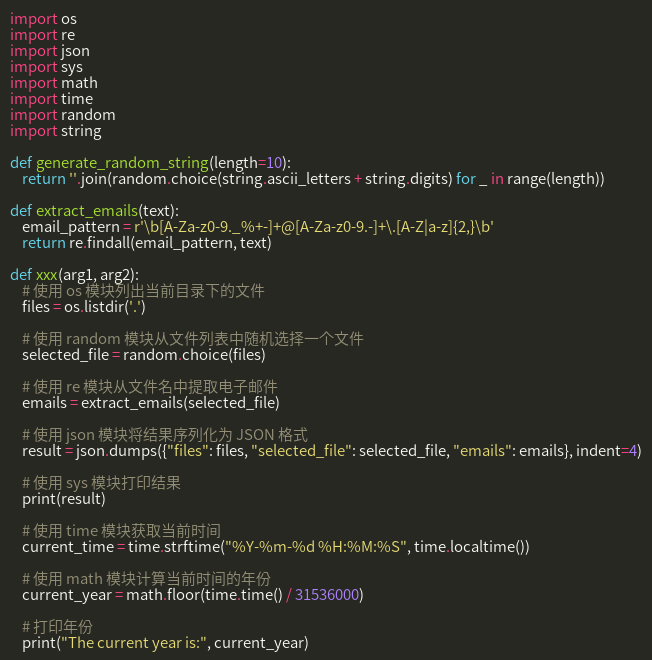 import os
import re
import json
import sys
import math
import time
import random
import string

def generate_random_string(length=10):
    return ''.join(random.choice(string.ascii_letters + string.digits) for _ in range(length))

def extract_emails(text):
    email_pattern = r'\b[A-Za-z0-9._%+-]+@[A-Za-z0-9.-]+\.[A-Z|a-z]{2,}\b'
    return re.findall(email_pattern, text)

def xxx(arg1, arg2):
    # 使用 os 模块列出当前目录下的文件
    files = os.listdir('.')

    # 使用 random 模块从文件列表中随机选择一个文件
    selected_file = random.choice(files)

    # 使用 re 模块从文件名中提取电子邮件
    emails = extract_emails(selected_file)

    # 使用 json 模块将结果序列化为 JSON 格式
    result = json.dumps({"files": files, "selected_file": selected_file, "emails": emails}, indent=4)

    # 使用 sys 模块打印结果
    print(result)

    # 使用 time 模块获取当前时间
    current_time = time.strftime("%Y-%m-%d %H:%M:%S", time.localtime())

    # 使用 math 模块计算当前时间的年份
    current_year = math.floor(time.time() / 31536000)

    # 打印年份
    print("The current year is:", current_year)